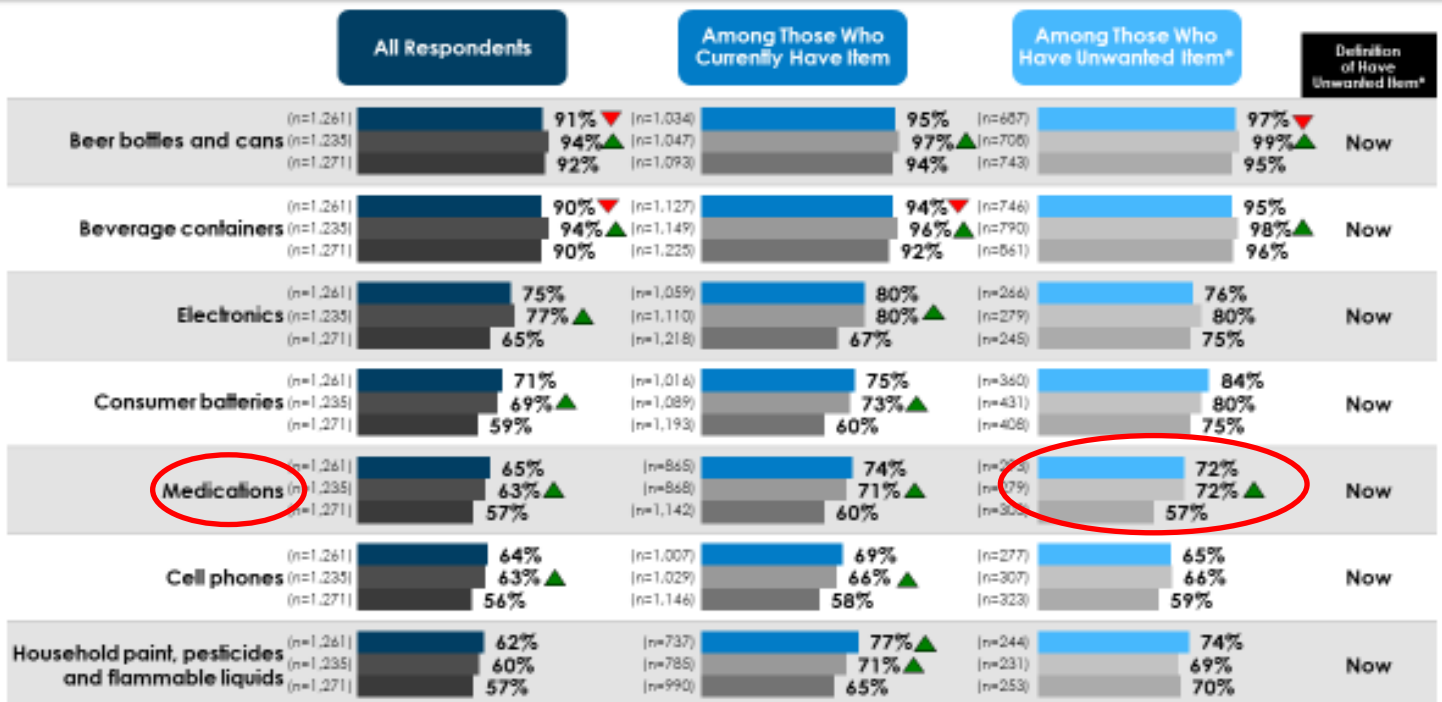 All Respondents
Among Those Who
Currently Have Item
Among Those Who
Have Unwanted Item*
Definition
of Have
Unwanted Item*
Beer bottles and cans
(n=1,261) 91% (n=1,034) 95% (n=687) 97%
(n=1,235) 94% (n=1,047) 97% (n=708) 99% Now
(n=1,271) 92% (n=1,093) 94% (n=743) 95%
Beverage containers
(n=1,261) 90% (n=1,127) 94% (n=746) 95%
(n=1,235) 94% (n=1,149) 96% (n=790) 98% Now
(n=1,271) 90% (n=1,225) 92% (n=861) 96%
Electronics
(n=1,261) 75% (n=1,059) 80% (n=266) 76%
(n=1,235) 77% (n=1,110) 80% (n=279) 80% Now
(n=1,271) 65% (n=1,218) 67% (n=245) 75%
Consumer batteries
(n=1,261) 71% (n=1,016) 75% (n=360) 84%
(n=1,235) 69% (n=1,089) 73% (n=431) 80% Now
(n=1,271) 59% (n=1,193) 60% (n=408) 75%
Medications
(n=1,261) 65% (n=865) 74% 72%
(n=1,235) 63% (n=868) 71% (n=279) 72% Now
(n=1,271) 57% (n=1,142) 60% 57%
Cell phones
(n=1,261) 64% (n=1,007) 69% (n=277) 65%
(n=1,235) 63% (n=1,029) 66% (n=307) 66% Now
(n=1,271) 56% (n=1,146) 58% (n=323) 59%
Household paint, pesticides
and flammable liquids
(n=1,261) 62% (n=737) 77% (n=244) 74%
(n=1,235) 60% (n=785) 71% (n=231) 69% Now
(n=1,271) 57% (n=990) 65% (n=253) 70%